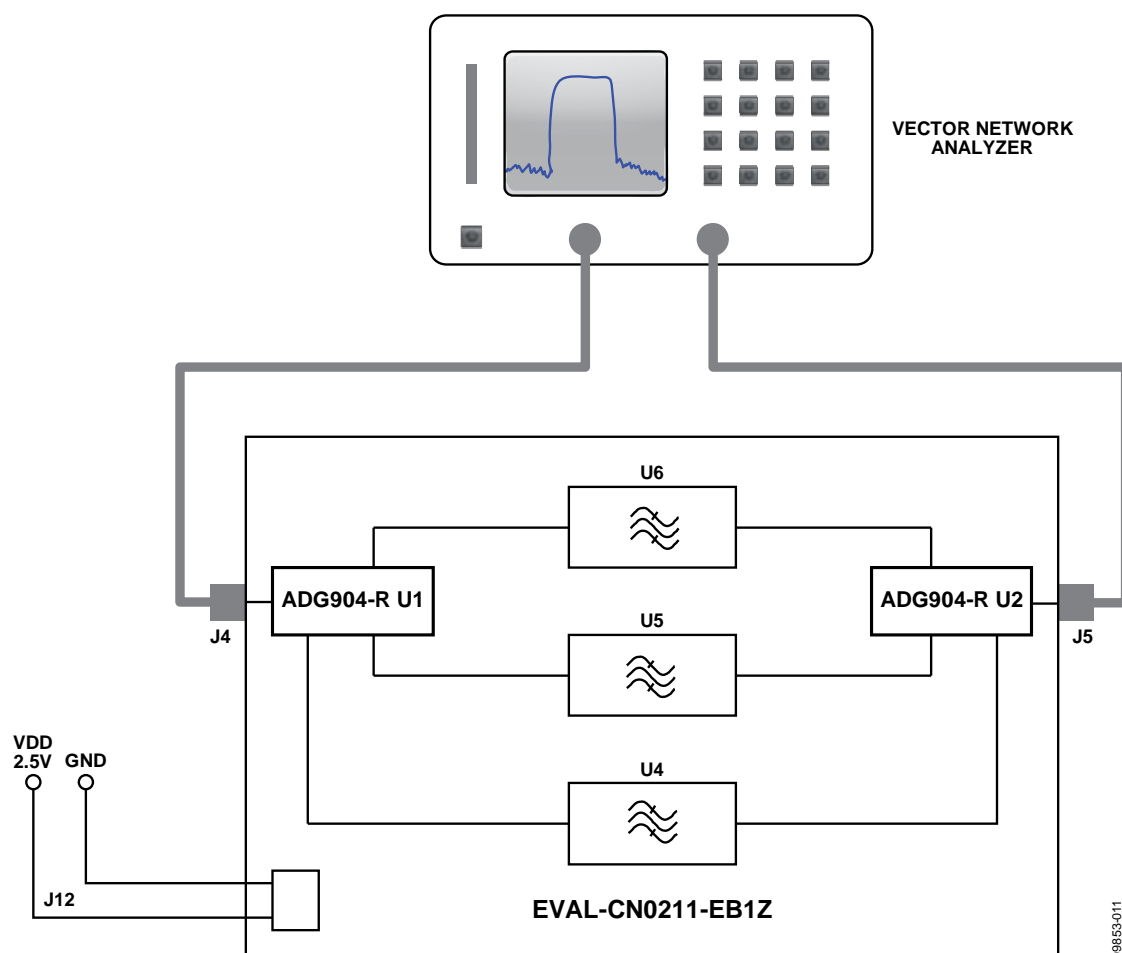 VECTOR NETWORK
ANALYZER
U6
ADG904-R U1
ADG904-R U2
J4
U5
J5
VDD
2.5V
GND
U4
J12
EVAL-CN0211-EB1Z
09853-011